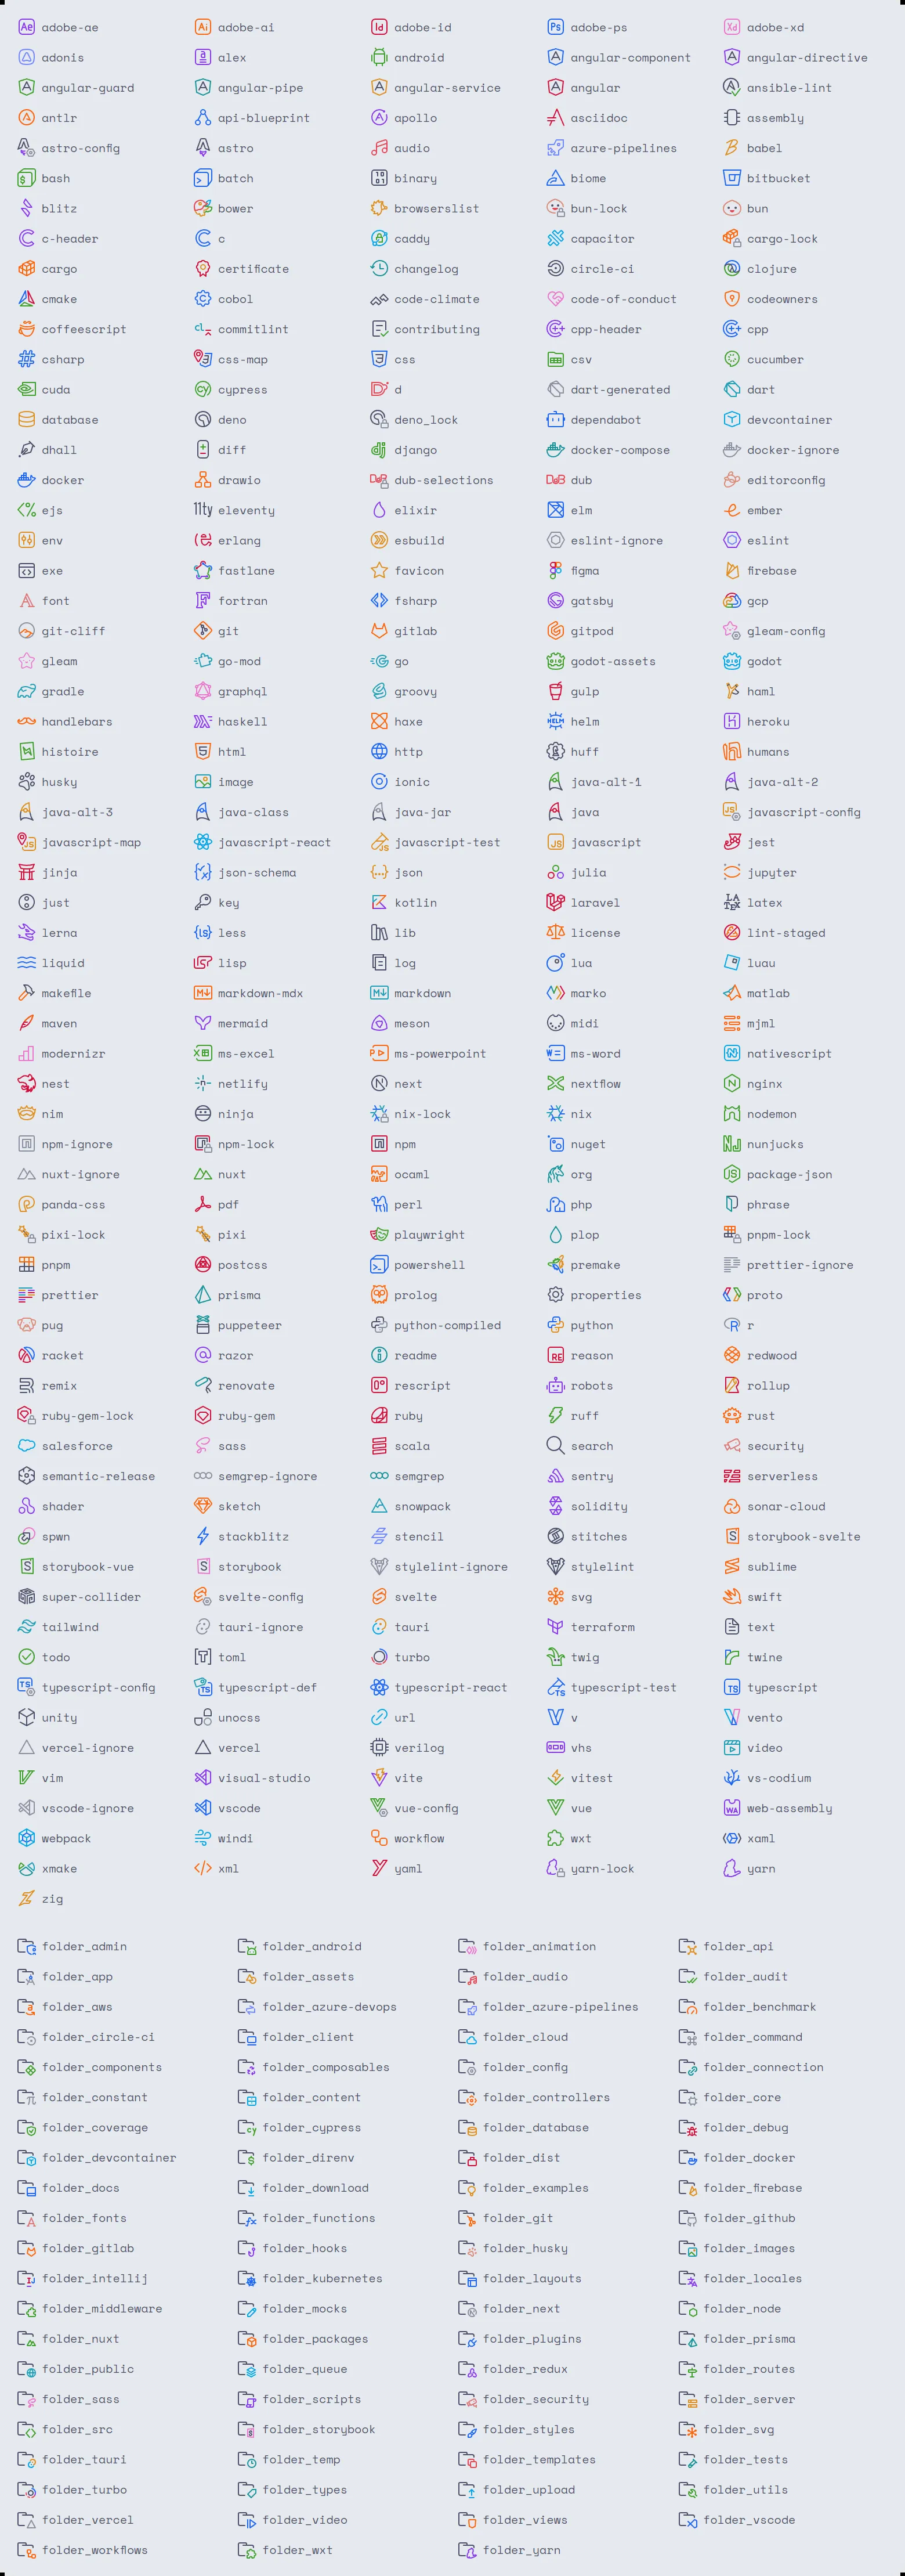 adobe-ae adobe-ai adobe-id adobe-ps adobe-xd
adonis alex android angular-component angular-directive
angular-guard angular-pipe angular-service angular ansible-lint
antlr api-blueprint apollo asciidoc assembly
astro-config astro audio azure-pipelines babel
bash batch binary biome bitbucket
blitz bower browserslist bun-lock bun
c-header c caddy capacitor cargo-lock
cargo certificate changelog circle-ci clojure
cmake cobol code-climate code-of-conduct codeowners
coffeescript commitlint contributing cpp-header cpp
csharp css-map css csv cucumber
cuda cypress d dart-generated dart
database deno deno_lock dependabot devcontainer
dhall diff django docker-compose docker-ignore
docker drawio dub-selections dub editorconfig
ejs eleventy elixir elm ember
env erlang esbuild eslint-ignore eslint
exe fastlane favicon figma firebase
font fortran fsharp gatsby gcp
git-cliff git gitlab gitpod gleam-config
gleam go-mod go godot-assets godot
gradle graphql groovy gulp haml
handlebars haskell haxe helm heroku
histoire html http huff humans
husky image ionic java-alt-1 java-alt-2
java-alt-3 java-class java-jar java javascript-config
javascript-map javascript-react javascript-test javascript jest
jinja json-schema json julia jupyter
just key kotlin laravel latex
lerna less lib license lint-staged
liquid lisp log lua luau
makefile markdown-mdx markdown marko matlab
maven mermaid meson midi mjml
modernizr ms-excel ms-powerpoint ms-word nativescript
nest netlify next nextflow nginx
nim ninja nix-lock nix nodemon
npm-ignore npm-lock npm nuget nunjucks
nuxt-ignore nuxt ocaml org package-json
panda-css pdf perl php phrase
pixi-lock pixi playwright plop pnpm-lock
pnpm postcss powershell premake prettier-ignore
prettier prisma prolog properties proto
pug puppeteer python-compiled python r
racket razor readme reason redwood
remix renovate rescript robots rollup
ruby-gem-lock ruby-gem ruby ruff rust
salesforce sass scala search security
semantic-release semgrep-ignore semgrep sentry serverless
shader sketch snowpack solidity sonar-cloud
spwn stackblitz stencil stitches storybook-svelte
storybook-vue storybook stylelint-ignore stylelint sublime
super-collider svelte-config svelte svg swift
tailwind tauri-ignore tauri terraform text
todo toml turbo twig twine
typescript-config typescript-def typescript-react typescript-test typescript
unity unocss url v vento
vercel-ignore vercel verilog vhs video
vim visual-studio vite vitest vs-codium
vscode-ignore vscode vue-config vue web-assembly
webpack windi workflow wxt xaml
xmake xml yaml yarn-lock yarn
zig
folder_admin folder_android folder_animation folder_api
folder_app folder_assets folder_audio folder_audit
folder_aws folder_azure-devops folder_azure-pipelines folder_benchmark
folder_circle-ci folder_client folder_cloud folder_command
folder_components folder_composables folder_config folder_connection
folder_constant folder_content folder_controllers folder_core
folder_coverage folder_cypress folder_database folder_debug
folder_devcontainer folder_direnv folder_dist folder_docker
folder_docs folder_download folder_examples folder_firebase
folder_fonts folder_functions folder_git folder_github
folder_gitlab folder_hooks folder_husky folder_images
folder_intellij folder_kubernetes folder_layouts folder_locales
folder_middleware folder_mocks folder_next folder_node
folder_nuxt folder_packages folder_plugins folder_prisma
folder_public folder_queue folder_redux folder_routes
folder_sass folder_scripts folder_security folder_server
folder_src folder_storybook folder_styles folder_svg
folder_tauri folder_temp folder_templates folder_tests
folder_turbo folder_types folder_upload folder_utils
folder_vercel folder_video folder_views folder_vscode
folder_workflows folder_wxt folder_yarn